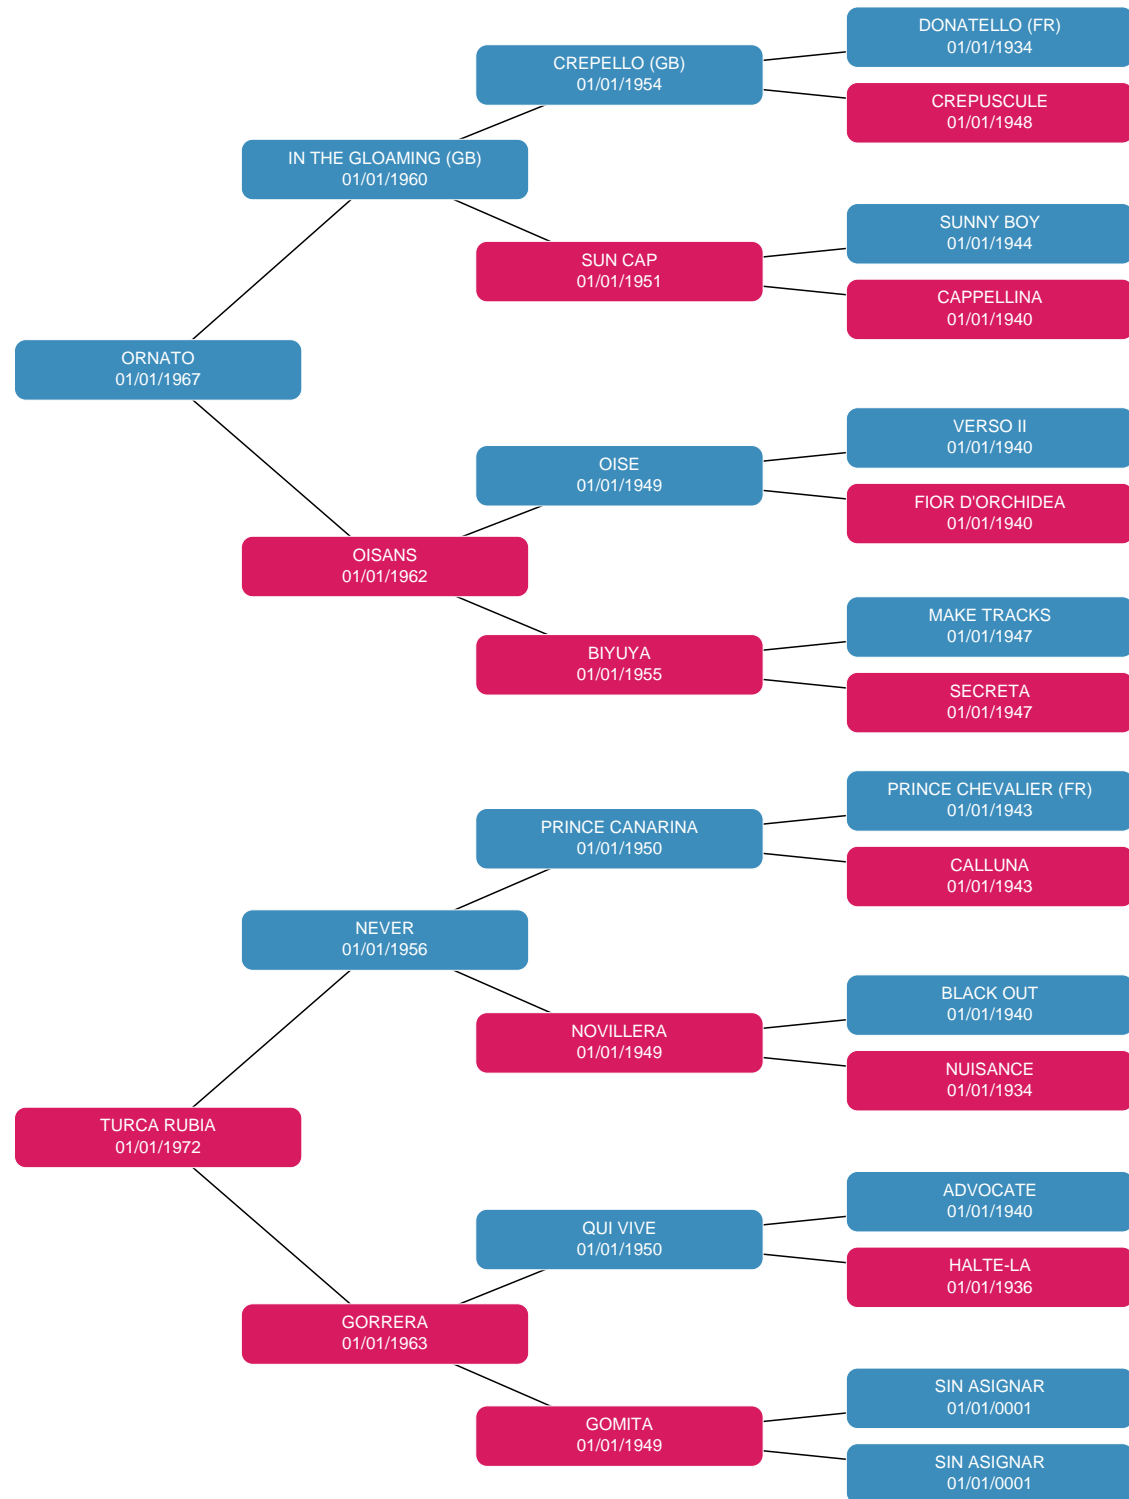 DONATELLO (FR)
01/01/1934
CREPELLO (GB)
01/01/1954
CREPUSCULE
01/01/1948
IN THE GLOAMING (GB)
01/01/1960
SUNNY BOY
01/01/1944
SUN CAP
01/01/1951
CAPPELLINA
01/01/1940
ORNATO
01/01/1967
VERSO II
01/01/1940
OISE
01/01/1949
FIOR D'ORCHIDEA
01/01/1940
OISANS
01/01/1962
MAKE TRACKS
01/01/1947
BIYUYA
01/01/1955
SECRETA
01/01/1947
PRINCE CHEVALIER (FR)
01/01/1943
PRINCE CANARINA
01/01/1950
CALLUNA
01/01/1943
NEVER
01/01/1956
BLACK OUT
01/01/1940
NOVILLERA
01/01/1949
NUISANCE
01/01/1934
TURCA RUBIA
01/01/1972
ADVOCATE
01/01/1940
QUI VIVE
01/01/1950
HALTE-LA
01/01/1936
GORRERA
01/01/1963
SIN ASIGNAR
01/01/0001
GOMITA
01/01/1949
SIN ASIGNAR
01/01/0001